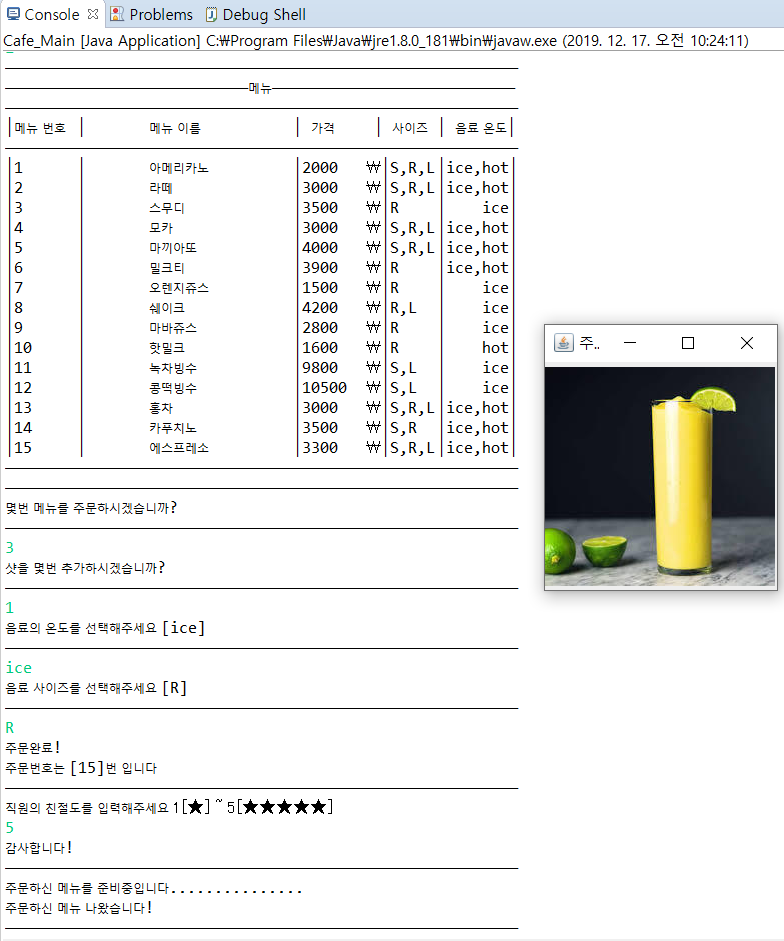 Console Problems Debug Shell
Cafe_Main [Java Application] C:₩Program Files₩Java₩jre1.8.0_181₩bin₩javaw.exe (2019. 12. 17. 오전 10:24:11)
메뉴
메뉴 번호 | 메뉴 이름 | 가격 | 사이즈 | 음료 온도|
|1 | 아메리카노 |2000 ₩|S,R,L|ice,hot|
|2 | 라떼 |3000 ₩|S,R,L|ice,hot|
|3 | 스무디 |3500 ₩|R | ice|
|4 | 모카 |3000 ₩|S,R,L|ice,hot|
|5 | 마끼아또 |4000 ₩|S,R,L|ice,hot|
|6 | 밀크티 |3900 ₩|R |ice,hot|
|7 | 오렌지쥬스 |1500 ₩|R | ice|
|8 | 쉐이크 |4200 ₩|R,L | ice|
|9 | 마바쥬스 |2800 ₩|R | ice|
|10 | 핫밀크 |1600 ₩|R | hot|
|11 | 녹차빙수 |9800 ₩|S,L | ice|
|12 | 콩떡빙수 |10500 ₩|S,L | ice|
|13 | 홍차 |3000 ₩|S,R,L|ice,hot|
|14 | 카푸치노 |3500 ₩|S,R |ice,hot|
|15 | 에스프레소 |3300 ₩|S,R,L|ice,hot|
몇번 메뉴를 주문하시겠습니까?
3
샷을 몇번 추가하시겠습니까?
1
음료의 온도를 선택해주세요 [ice]
ice
음료 사이즈를 선택해주세요 [R]
R
주문완료!
주문번호는 [15]번 입니다
직원의 친절도를 입력해주세요 1[★] ~ 5[★★★★★]
5
감사합니다!
주문하신 메뉴를 준비중입니다...............
주문하신 메뉴 나왔습니다!
주..